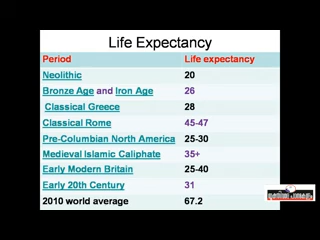 Life Expectancy
Period Life expectancy
Neolithic 20
Bronze Age and Iron Age 26
Classical Greece 28
Classical Rome 45-47
Pre-Columbian North America 25-30
Medieval Islamic Caliphate 35+
Early Modern Britain 25-40
Early 20th Century 31
2010 world average 67.2